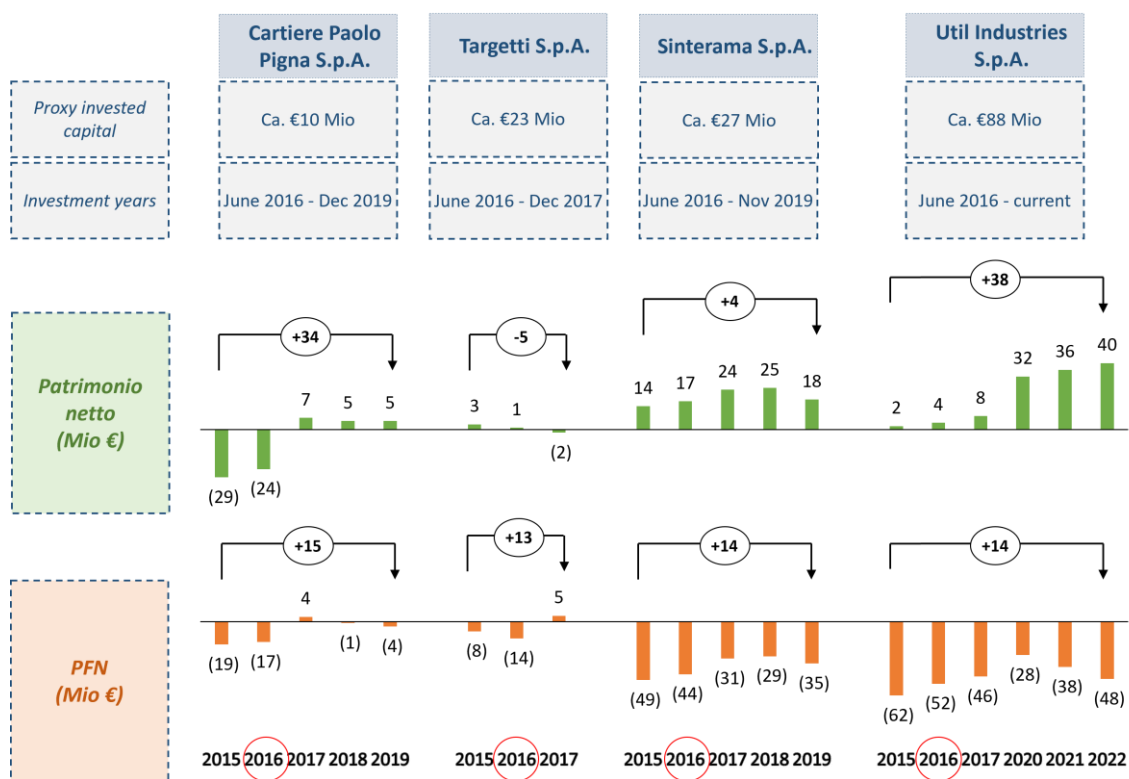 Cartiere Paolo
Pigna S.p.A.
Targetti S.p.A.
Sinterama S.p.A.
Util Industries
S.p.A.
Proxy invested
capital
Ca. €10 Mio
Ca. €23 Mio
Ca. €27 Mio
Ca. €88 Mio
Investment years
June 2016 - Dec 2019
June 2016 - Dec 2017
June 2016 - Nov 2019
June 2016 - current
Patrimonio
netto
(Mio €)
+34
(29) (24) 7 5 5
-5
3 1 (2)
+4
14 17 24 25 18
+38
2 4 8 32 36 40
PFN
(Mio €)
+15
(19) (17) 4 (1) (4)
+13
(8) (14) 5
+14
(49) (44) (31) (29) (35)
+14
(62) (52) (46) (28) (38) (48)
2015 2016 2017 2018 2019
2015 2016 2017
2015 2016 2017 2018 2019
2015 2016 2017 2020 2021 2022